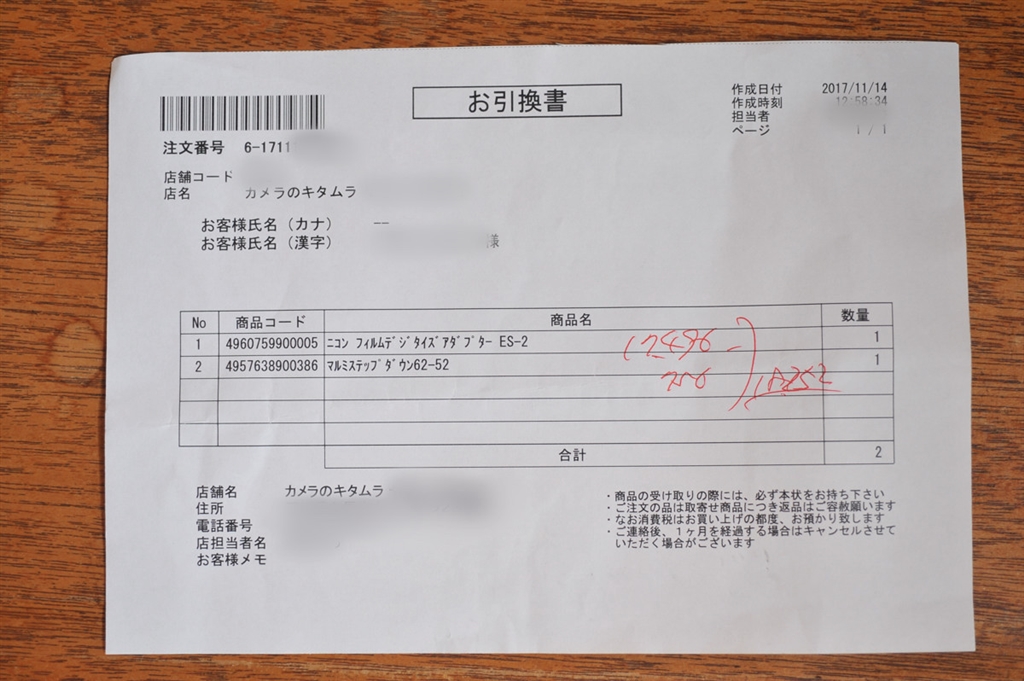 お引換書
作成日付 2017/11/14
作成時刻 12:58:34
担当者
ページ 1 / 1
注文番号 6-1711
店舗コード
店名 カメラのキタムラ
お客様氏名（カナ） ーー
お客様氏名（漢字） 様
No 商品コード 商品名 数量
1 4960759900005 ﾆｺﾝ ﾌｨﾙﾑﾃﾞｼﾞﾀｲｽﾞｱﾀﾞﾌﾟﾀｰ ES-2 1
2 4957638900386 ﾏﾙﾐｽﾃｯﾌﾟﾀﾞｳﾝ62-52 1
合計 2
店舗名 カメラのキタムラ
住所
電話番号
店担当者名
お客様メモ
・商品の受け取りの際には、必ず本状をお持ち下さい
・ご注文の品は取寄せ商品につき返品はご容赦願います
・なお消費税はお買い上げの都度、お預かり致します
・ご連絡後、１ヶ月を経過する場合はキャンセルさせて
いただく場合がございます